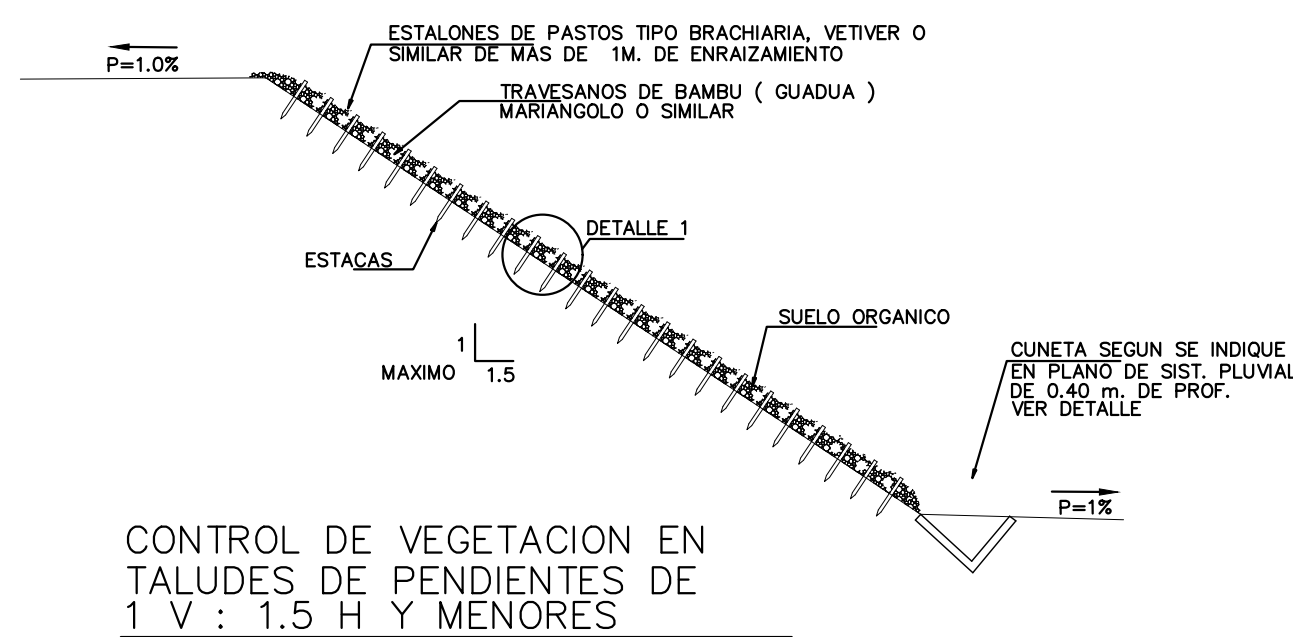 ESTALONES DE PASTOS TIPO BRACHIARIA, VETIVER O
SIMILAR DE MAS DE 1M. DE ENRAIZAMIENTO
P=1.0%
TRAVESANOS DE BAMBU ( GUADUA )
MARIANGOLO O SIMILAR
DETALLE 1
ESTACAS
SUELO ORGANICO
1
MAXIMO 1.5
CUNETA SEGUN SE INDIQUE
EN PLANO DE SIST. PLUVIAL
DE 0.40 m. DE PROF.
VER DETALLE
P=1%
CONTROL DE VEGETACION EN
TALUDES DE PENDIENTES DE
1 V : 1.5 H Y MENORES